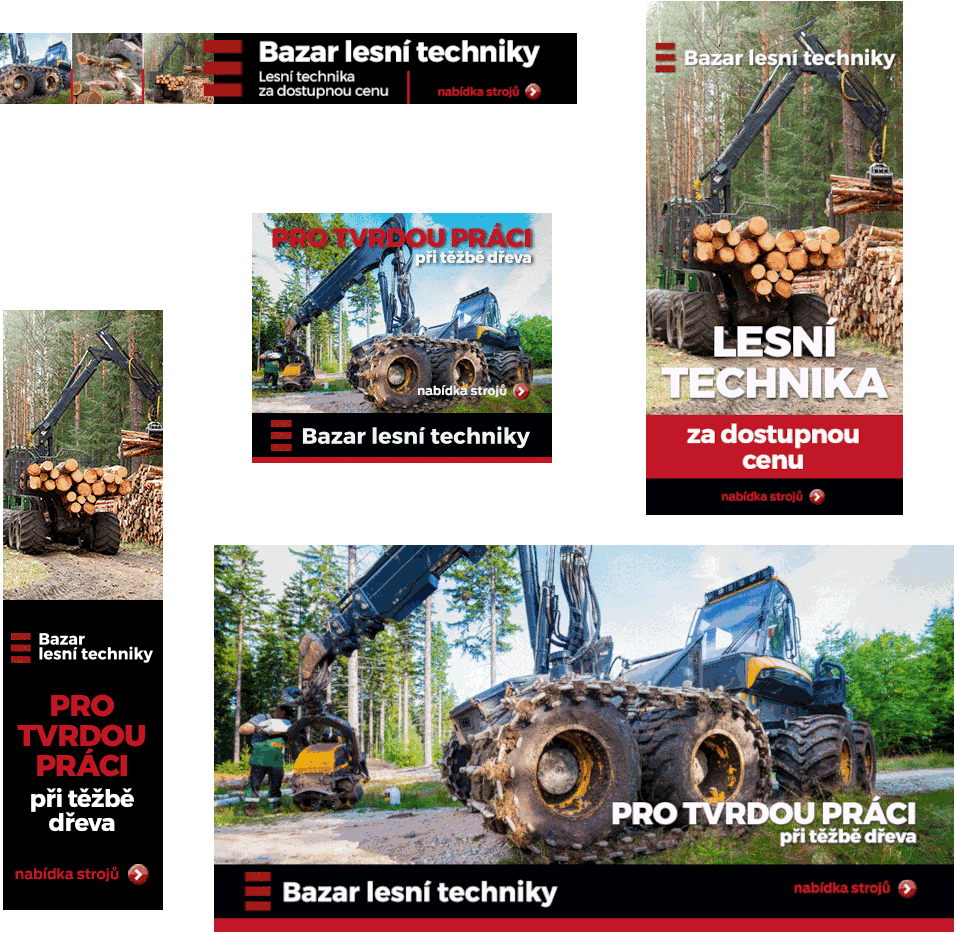 Bazar lesní techniky
Lesní technika
za dostupnou cenu
nabídka strojů
Bazar lesní techniky
LESNÍ
TECHNIKA
za dostupnou
cenu
nabídka strojů
PRO TVRDOU PRÁCI
při těžbě dřeva
nabídka strojů
Bazar lesní techniky
Bazar
lesní techniky
PRO
TVRDOU
PRÁCI
při těžbě
dřeva
nabídka strojů
PRO TVRDOU PRÁCI
při těžbě dřeva
Bazar lesní techniky
nabídka strojů